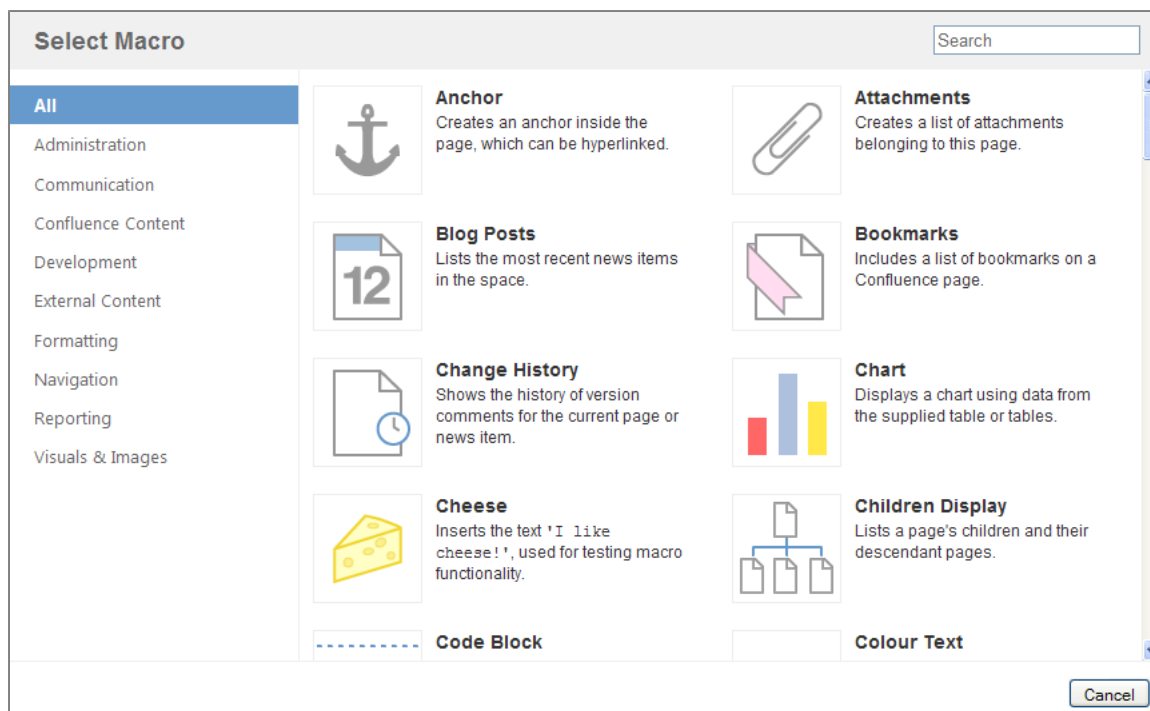 Select Macro
Search
All
Administration
Communication
Confluence Content
Development
External Content
Formatting
Navigation
Reporting
Visuals & Images
Anchor
Creates an anchor inside the
page, which can be hyperlinked.
Attachments
Creates a list of attachments
belonging to this page.
12
Blog Posts
Lists the most recent news items
in the space.
Bookmarks
Includes a list of bookmarks on a
Confluence page.
Change History
Shows the history of version
comments for the current page or
news item.
Chart
Displays a chart using data from
the supplied table or tables.
Cheese
Inserts the text 'I like
cheese!', used for testing macro
functionality.
Children Display
Lists a page's children and their
descendant pages.
Code Block
Colour Text
Cancel